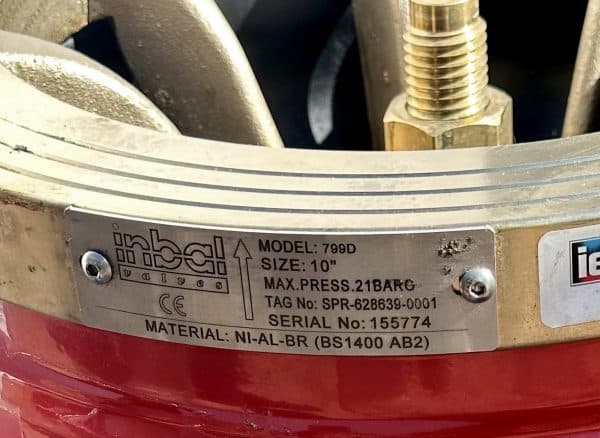 inbal
valves
CE
MODEL: 799D
SIZE: 10"
MAX.PRESS.21BARG
TAG No: SPR-628639-0001
SERIAL No: 155774
MATERIAL: NI-AL-BR (BS1400 AB2)